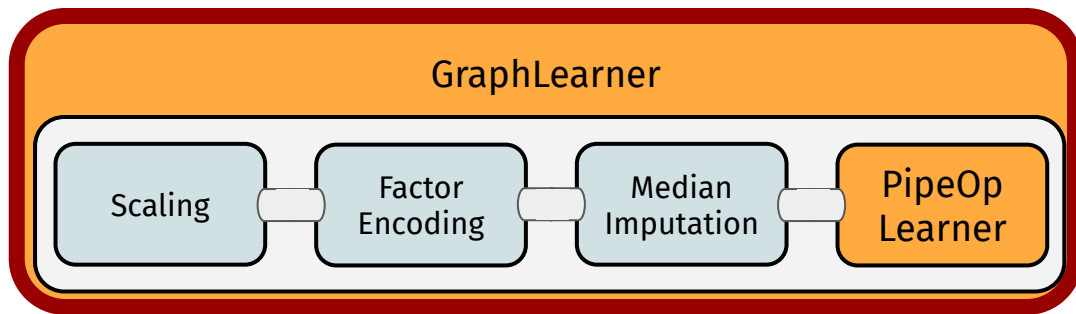 GraphLearner
Scaling
Factor
Encoding
Median
Imputation
PipeOp
Learner